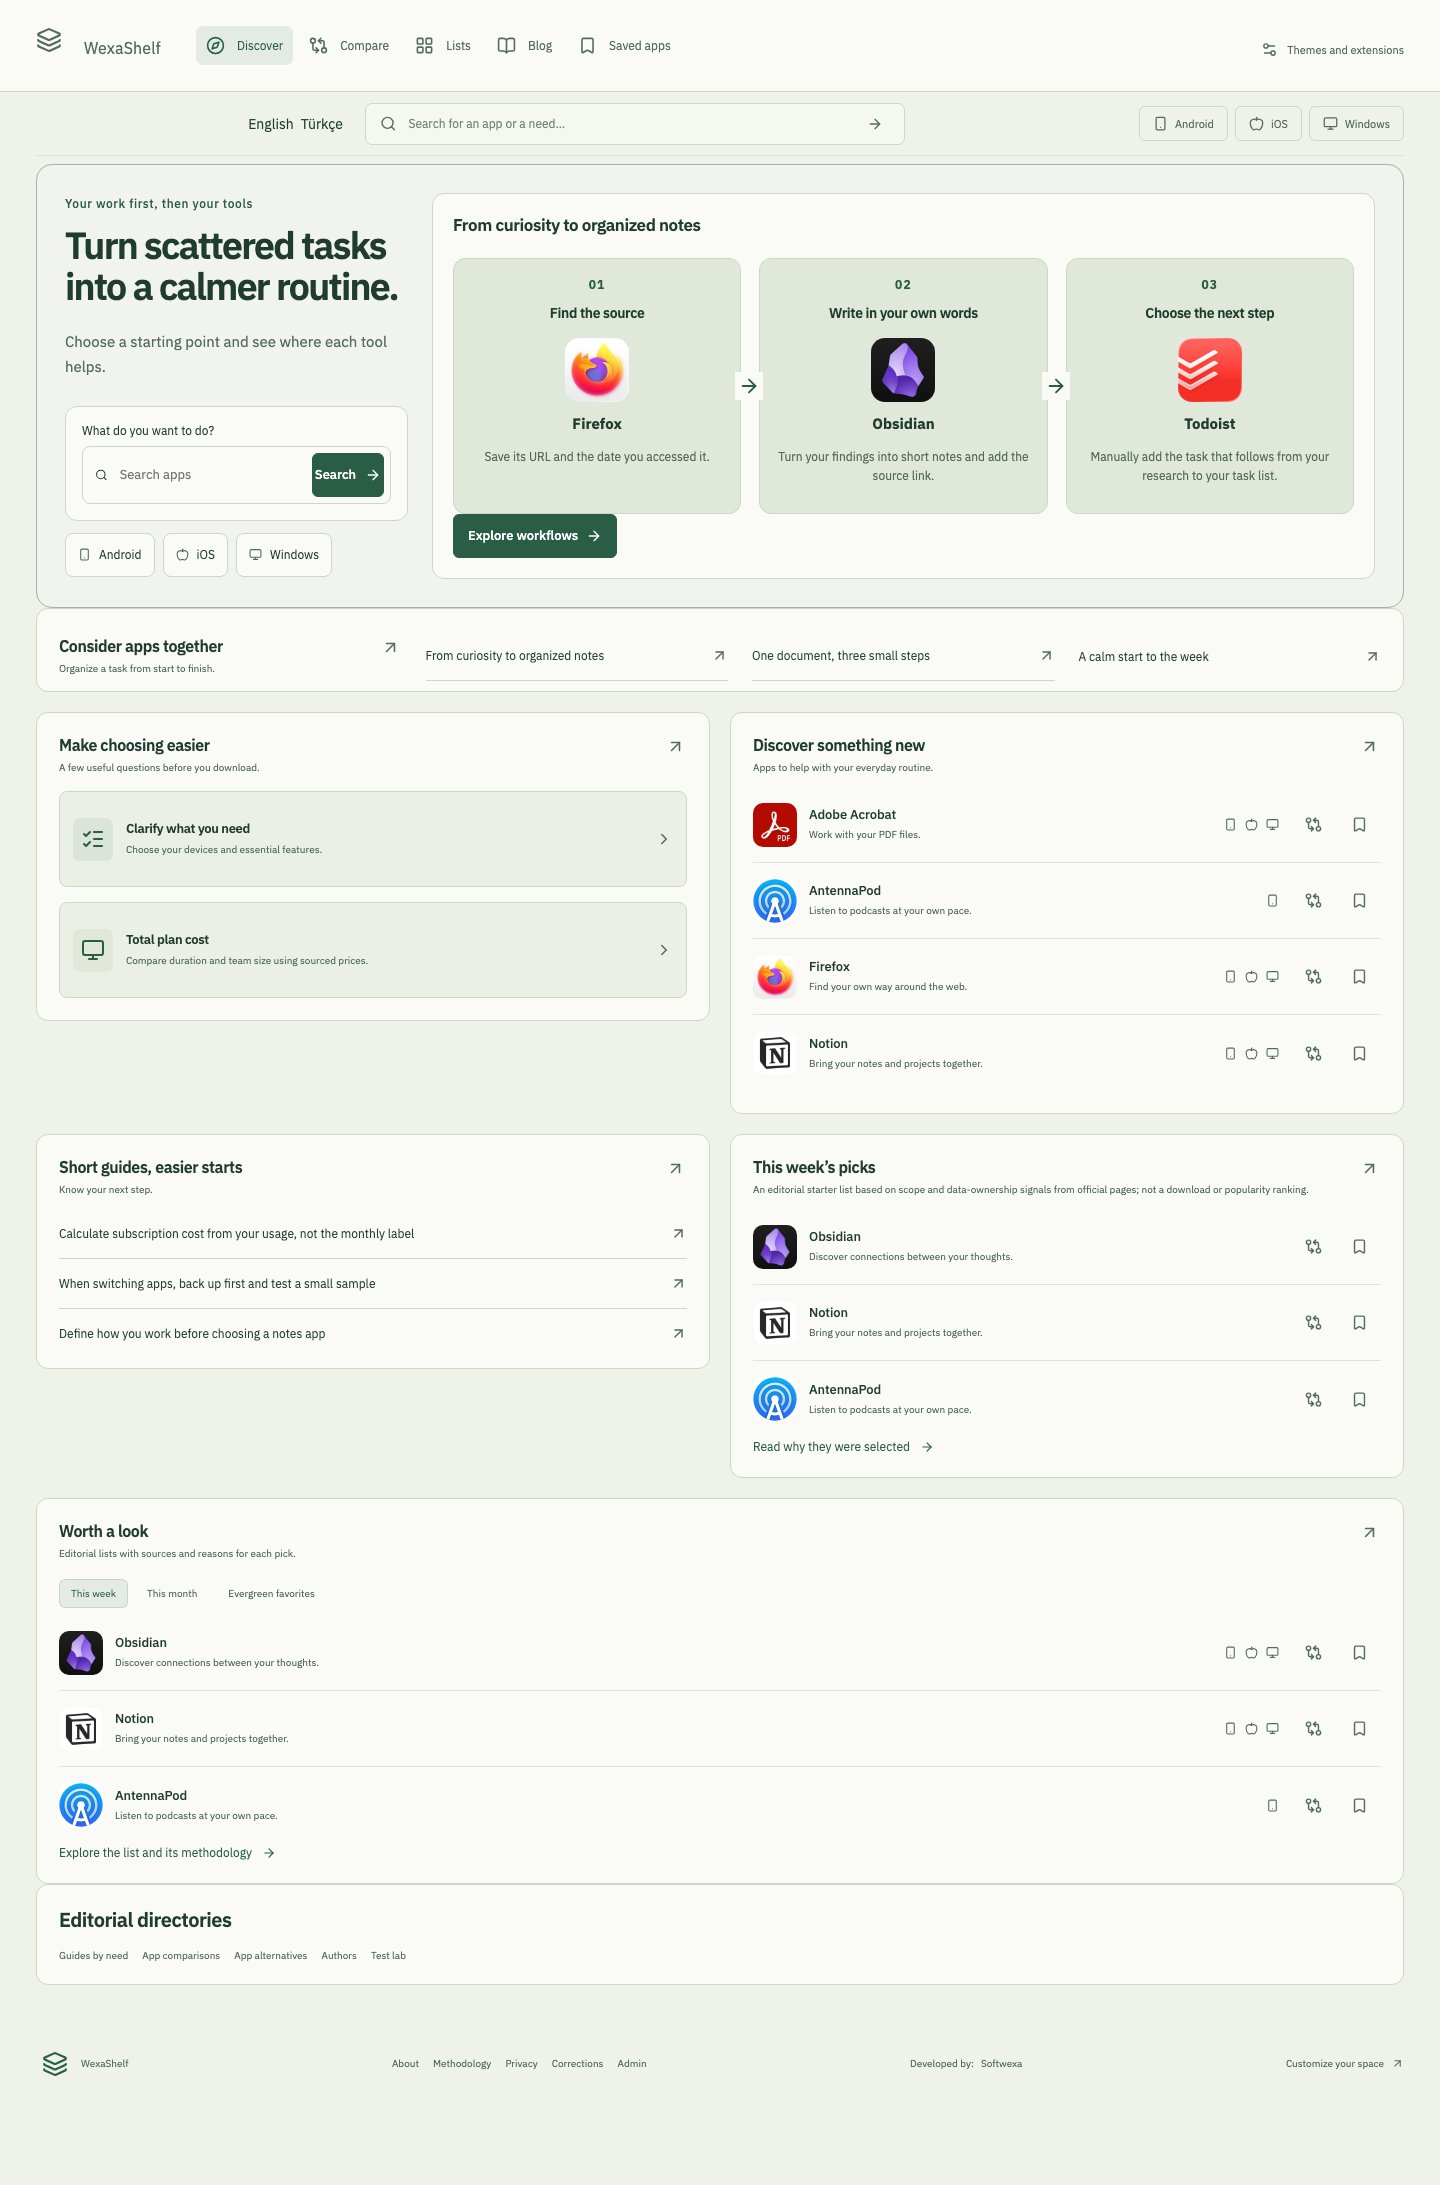 WexaShelf
Discover
Compare
Lists
Blog
Saved apps
Themes and extensions
English Türkçe
Search for an app or a need...
Android
iOS
Windows
Your work first, then your tools
Turn scattered tasks
into a calmer routine.
Choose a starting point and see where each tool
helps.
What do you want to do?
Search apps
Search
Android
iOS
Windows
From curiosity to organized notes
01
Find the source
Firefox
Save its URL and the date you accessed it.
02
Write in your own words
Obsidian
Turn your findings into short notes and add the
source link.
03
Choose the next step
Todoist
Manually add the task that follows from your
research to your task list.
Explore workflows
Consider apps together
Organize a task from start to finish.
From curiosity to organized notes
One document, three small steps
A calm start to the week
Make choosing easier
A few useful questions before you download.
Clarify what you need
Choose your devices and essential features.
Total plan cost
Compare duration and team size using sourced prices.
Discover something new
Apps to help with your everyday routine.
PDF
Adobe Acrobat
Work with your PDF files.
AntennaPod
Listen to podcasts at your own pace.
Firefox
Find your own way around the web.
Notion
Bring your notes and projects together.
Short guides, easier starts
Know your next step.
Calculate subscription cost from your usage, not the monthly label
When switching apps, back up first and test a small sample
Define how you work before choosing a notes app
This week's picks
An editorial starter list based on scope and data-ownership signals from official pages; not a download or popularity ranking.
Obsidian
Discover connections between your thoughts.
Notion
Bring your notes and projects together.
AntennaPod
Listen to podcasts at your own pace.
Read why they were selected
Worth a look
Editorial lists with sources and reasons for each pick.
This week
This month
Evergreen favorites
Obsidian
Discover connections between your thoughts.
Notion
Bring your notes and projects together.
AntennaPod
Listen to podcasts at your own pace.
Explore the list and its methodology
Editorial directories
Guides by need
App comparisons
App alternatives
Authors
Test lab
WexaShelf
About
Methodology
Privacy
Corrections
Admin
Developed by: Softwexa
Customize your space